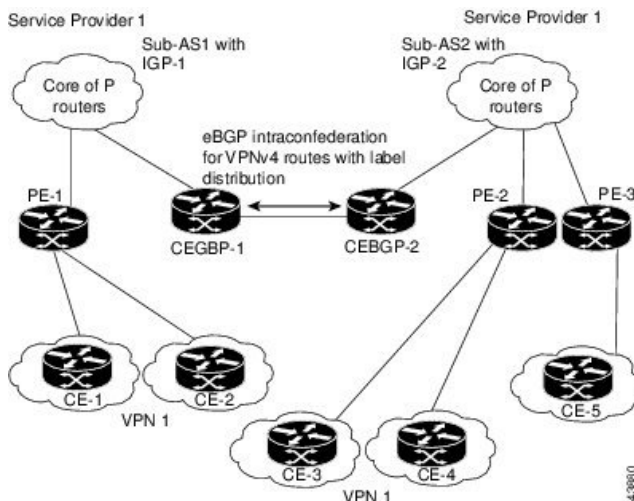 Service Provider 1
Service Provider 1
Sub-AS1 with
IGP-1
Sub-AS2 with
IGP-2
Core of P
routers
Core of P
routers
eBGP intraconfederation
for VPNv4 routes with label
distribution
PE-1
CEGBP-1
CEBGP-2
PE-2
PE-3
CE-1
CE-2
VPN 1
CE-5
CE-3
CE-4
VPN 1